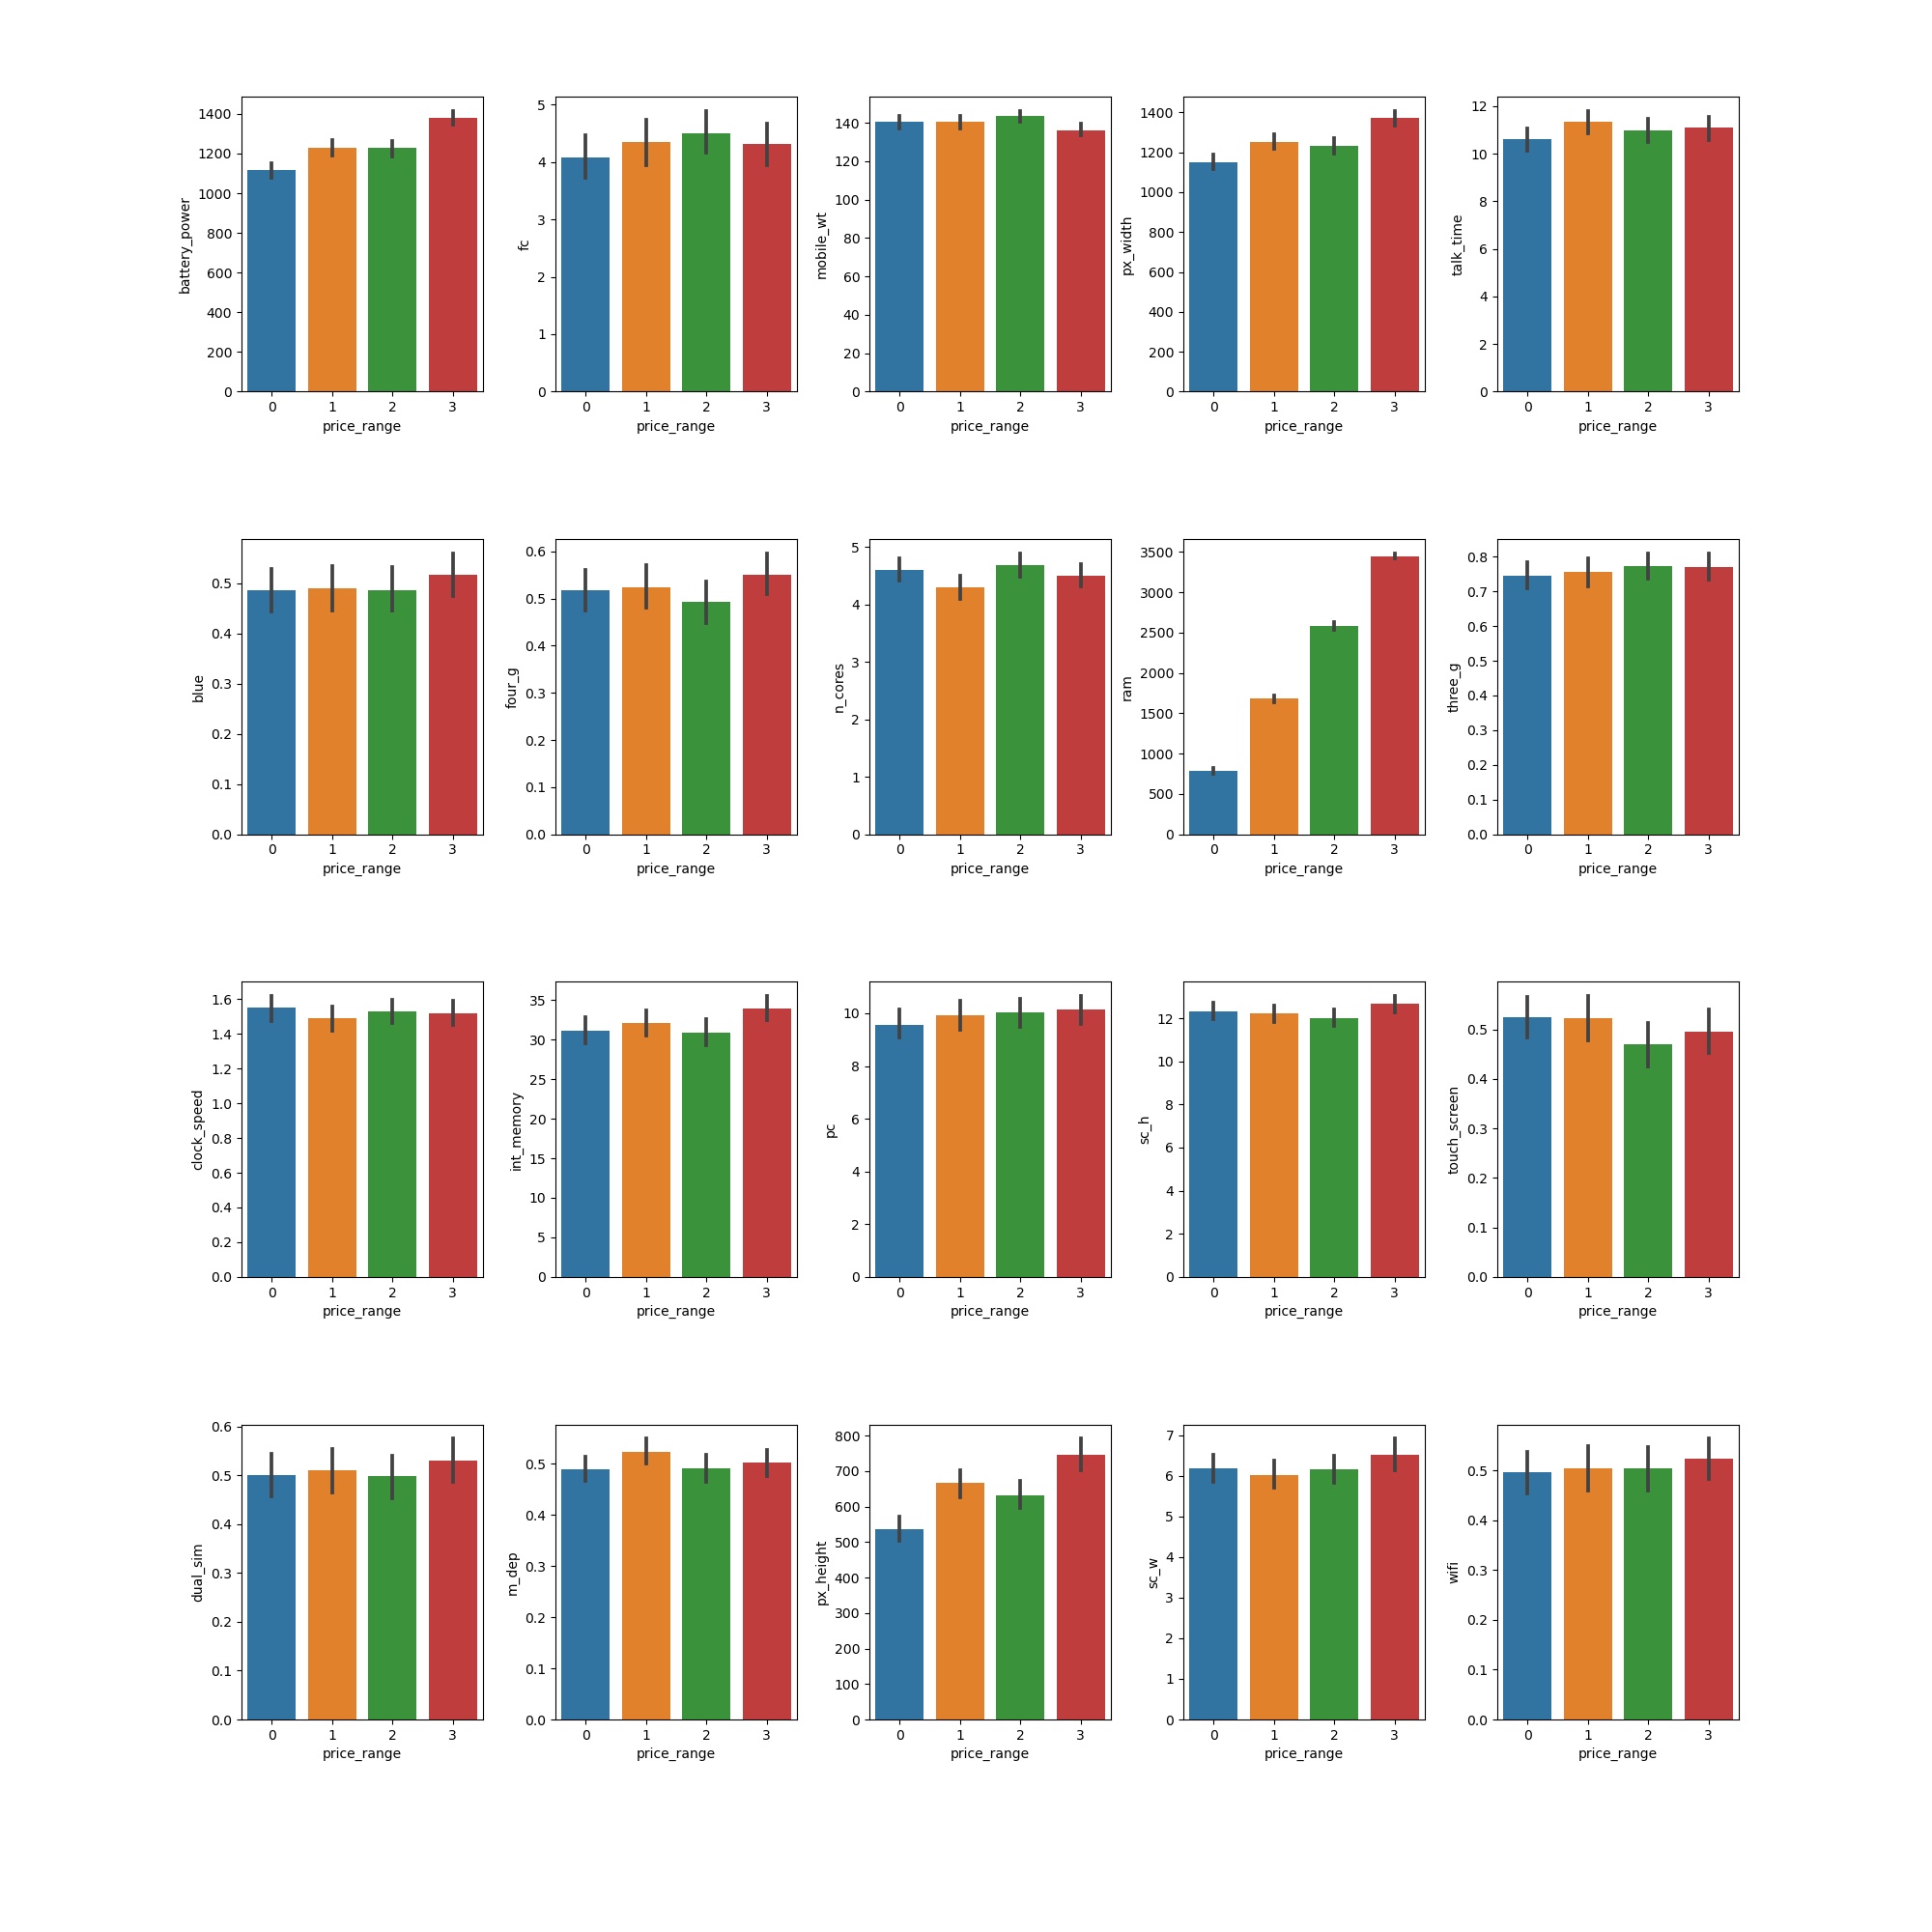 1400
1200
1000
800
600
400
200
0
battery_power
0 1 2 3
price_range
5
4
3
2
1
0
fc
0 1 2 3
price_range
140
120
100
80
60
40
20
0
mobile_wt
0 1 2 3
price_range
1400
1200
1000
800
600
400
200
0
px_width
0 1 2 3
price_range
12
10
8
6
4
2
0
talk_time
0 1 2 3
price_range
0.5
0.4
0.3
0.2
0.1
0.0
blue
0 1 2 3
price_range
0.6
0.5
0.4
0.3
0.2
0.1
0.0
four_g
0 1 2 3
price_range
5
4
3
2
1
0
n_cores
0 1 2 3
price_range
3500
3000
2500
2000
1500
1000
500
0
ram
0 1 2 3
price_range
0.8
0.7
0.6
0.5
0.4
0.3
0.2
0.1
0.0
three_g
0 1 2 3
price_range
1.6
1.4
1.2
1.0
0.8
0.6
0.4
0.2
0.0
clock_speed
0 1 2 3
price_range
35
30
25
20
15
10
5
0
int_memory
0 1 2 3
price_range
10
8
6
4
2
0
pc
0 1 2 3
price_range
12
10
8
6
4
2
0
sc_h
0 1 2 3
price_range
0.5
0.4
0.3
0.2
0.1
0.0
touch_screen
0 1 2 3
price_range
0.6
0.5
0.4
0.3
0.2
0.1
0.0
dual_sim
0 1 2 3
price_range
0.5
0.4
0.3
0.2
0.1
0.0
m_dep
0 1 2 3
price_range
800
700
600
500
400
300
200
100
0
px_height
0 1 2 3
price_range
7
6
5
4
3
2
1
0
sc_w
0 1 2 3
price_range
0.5
0.4
0.3
0.2
0.1
0.0
wifi
0 1 2 3
price_range